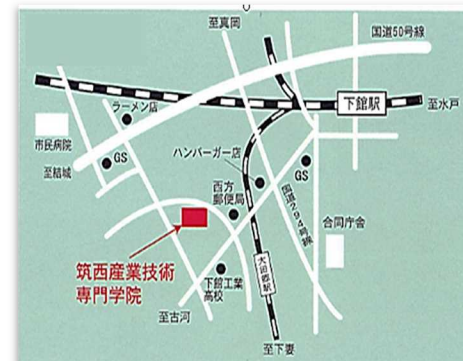 至真岡
国道50号線
下館駅
至水戸
ラーメン店
市民病院
GS
至結城
ハンバーガー店
GS
西方
郵便局
国道294号線
合同庁舎
筑西産業技術
専門学院
下館工業
高校
大田郷駅
至古河
至下妻